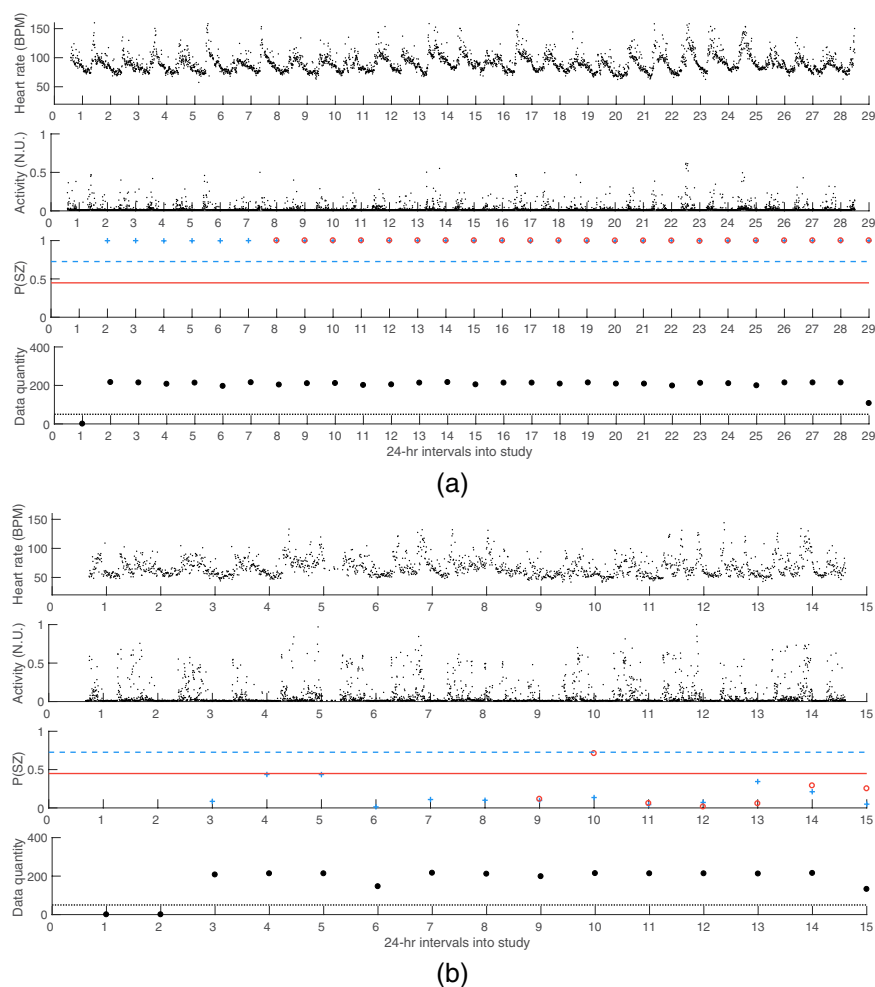 Heart rate (BPM)
150
100
50
0 1 2 3 4 5 6 7 8 9 10 11 12 13 14 15 16 17 18 19 20 21 22 23 24 25 26 27 28 29
Activity (N.U.)
1
0.5
0
0 1 2 3 4 5 6 7 8 9 10 11 12 13 14 15 16 17 18 19 20 21 22 23 24 25 26 27 28 29
P(SZ)
1
0.5
0
0 1 2 3 4 5 6 7 8 9 10 11 12 13 14 15 16 17 18 19 20 21 22 23 24 25 26 27 28 29
Data quantity
400
200
0
0 1 2 3 4 5 6 7 8 9 10 11 12 13 14 15 16 17 18 19 20 21 22 23 24 25 26 27 28 29
24-hr intervals into study
(a)
Heart rate (BPM)
150
100
50
0 1 2 3 4 5 6 7 8 9 10 11 12 13 14 15
Activity (N.U.)
1
0.5
0
0 1 2 3 4 5 6 7 8 9 10 11 12 13 14 15
P(SZ)
1
0.5
0
0 1 2 3 4 5 6 7 8 9 10 11 12 13 14 15
Data quantity
400
200
0
0 1 2 3 4 5 6 7 8 9 10 11 12 13 14 15
24-hr intervals into study
(b)